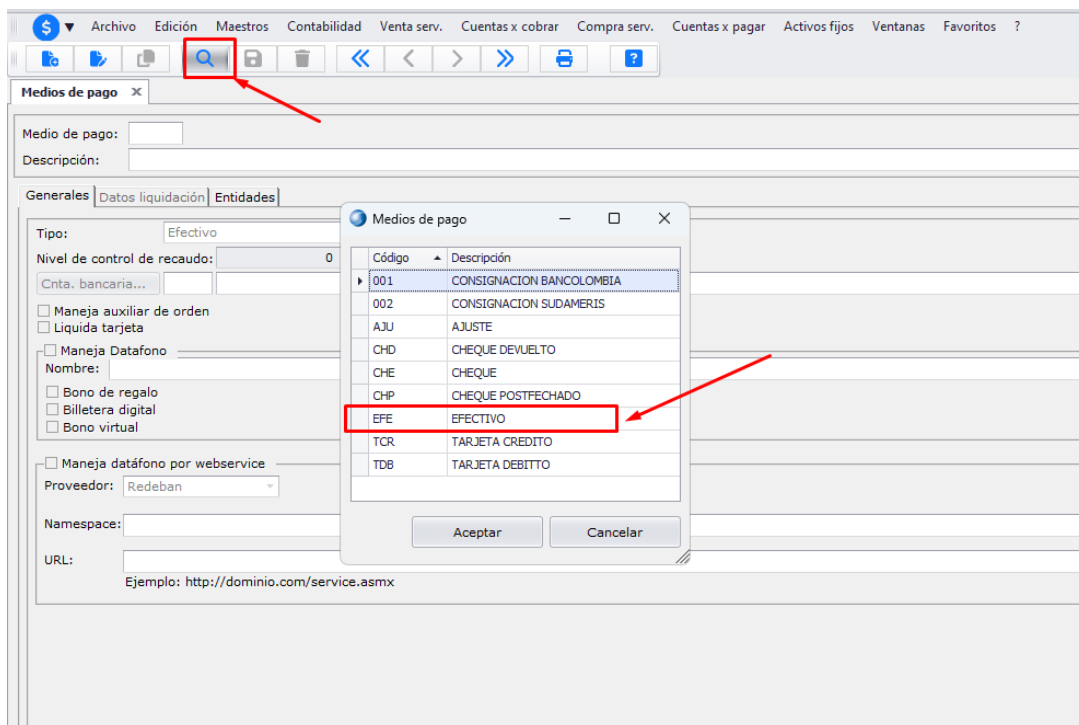 Archivo Edición Maestros Contabilidad Venta serv. Cuentas x cobrar Compra serv. Cuentas x pagar Activos fijos Ventanas Favoritos ?
Medios de pago
Medio de pago:
Descripción:
Generales Datos liquidación Entidades
Tipo: Efectivo
Nivel de control de recaudo: 0
Cnta. bancaria...
Maneja auxiliar de orden
Liquida tarjeta
Maneja Datafono
Nombre:
Bono de regalo
Billetera digital
Bono virtual
Maneja datáfono por webservice
Proveedor: Redeban
Namespace:
URL:
Ejemplo: http://dominio.com/service.asmx
Medios de pago
Código Descripción
001 CONSIGNACION BANCOLOMBIA
002 CONSIGNACION SUDAMERIS
AJU AJUSTE
CHD CHEQUE DEVUELTO
CHE CHEQUE
CHP CHEQUE POSTFECHADO
EFE EFECTIVO
TCR TARJETA CREDITO
TDB TARJETA DEBITTO
Aceptar Cancelar